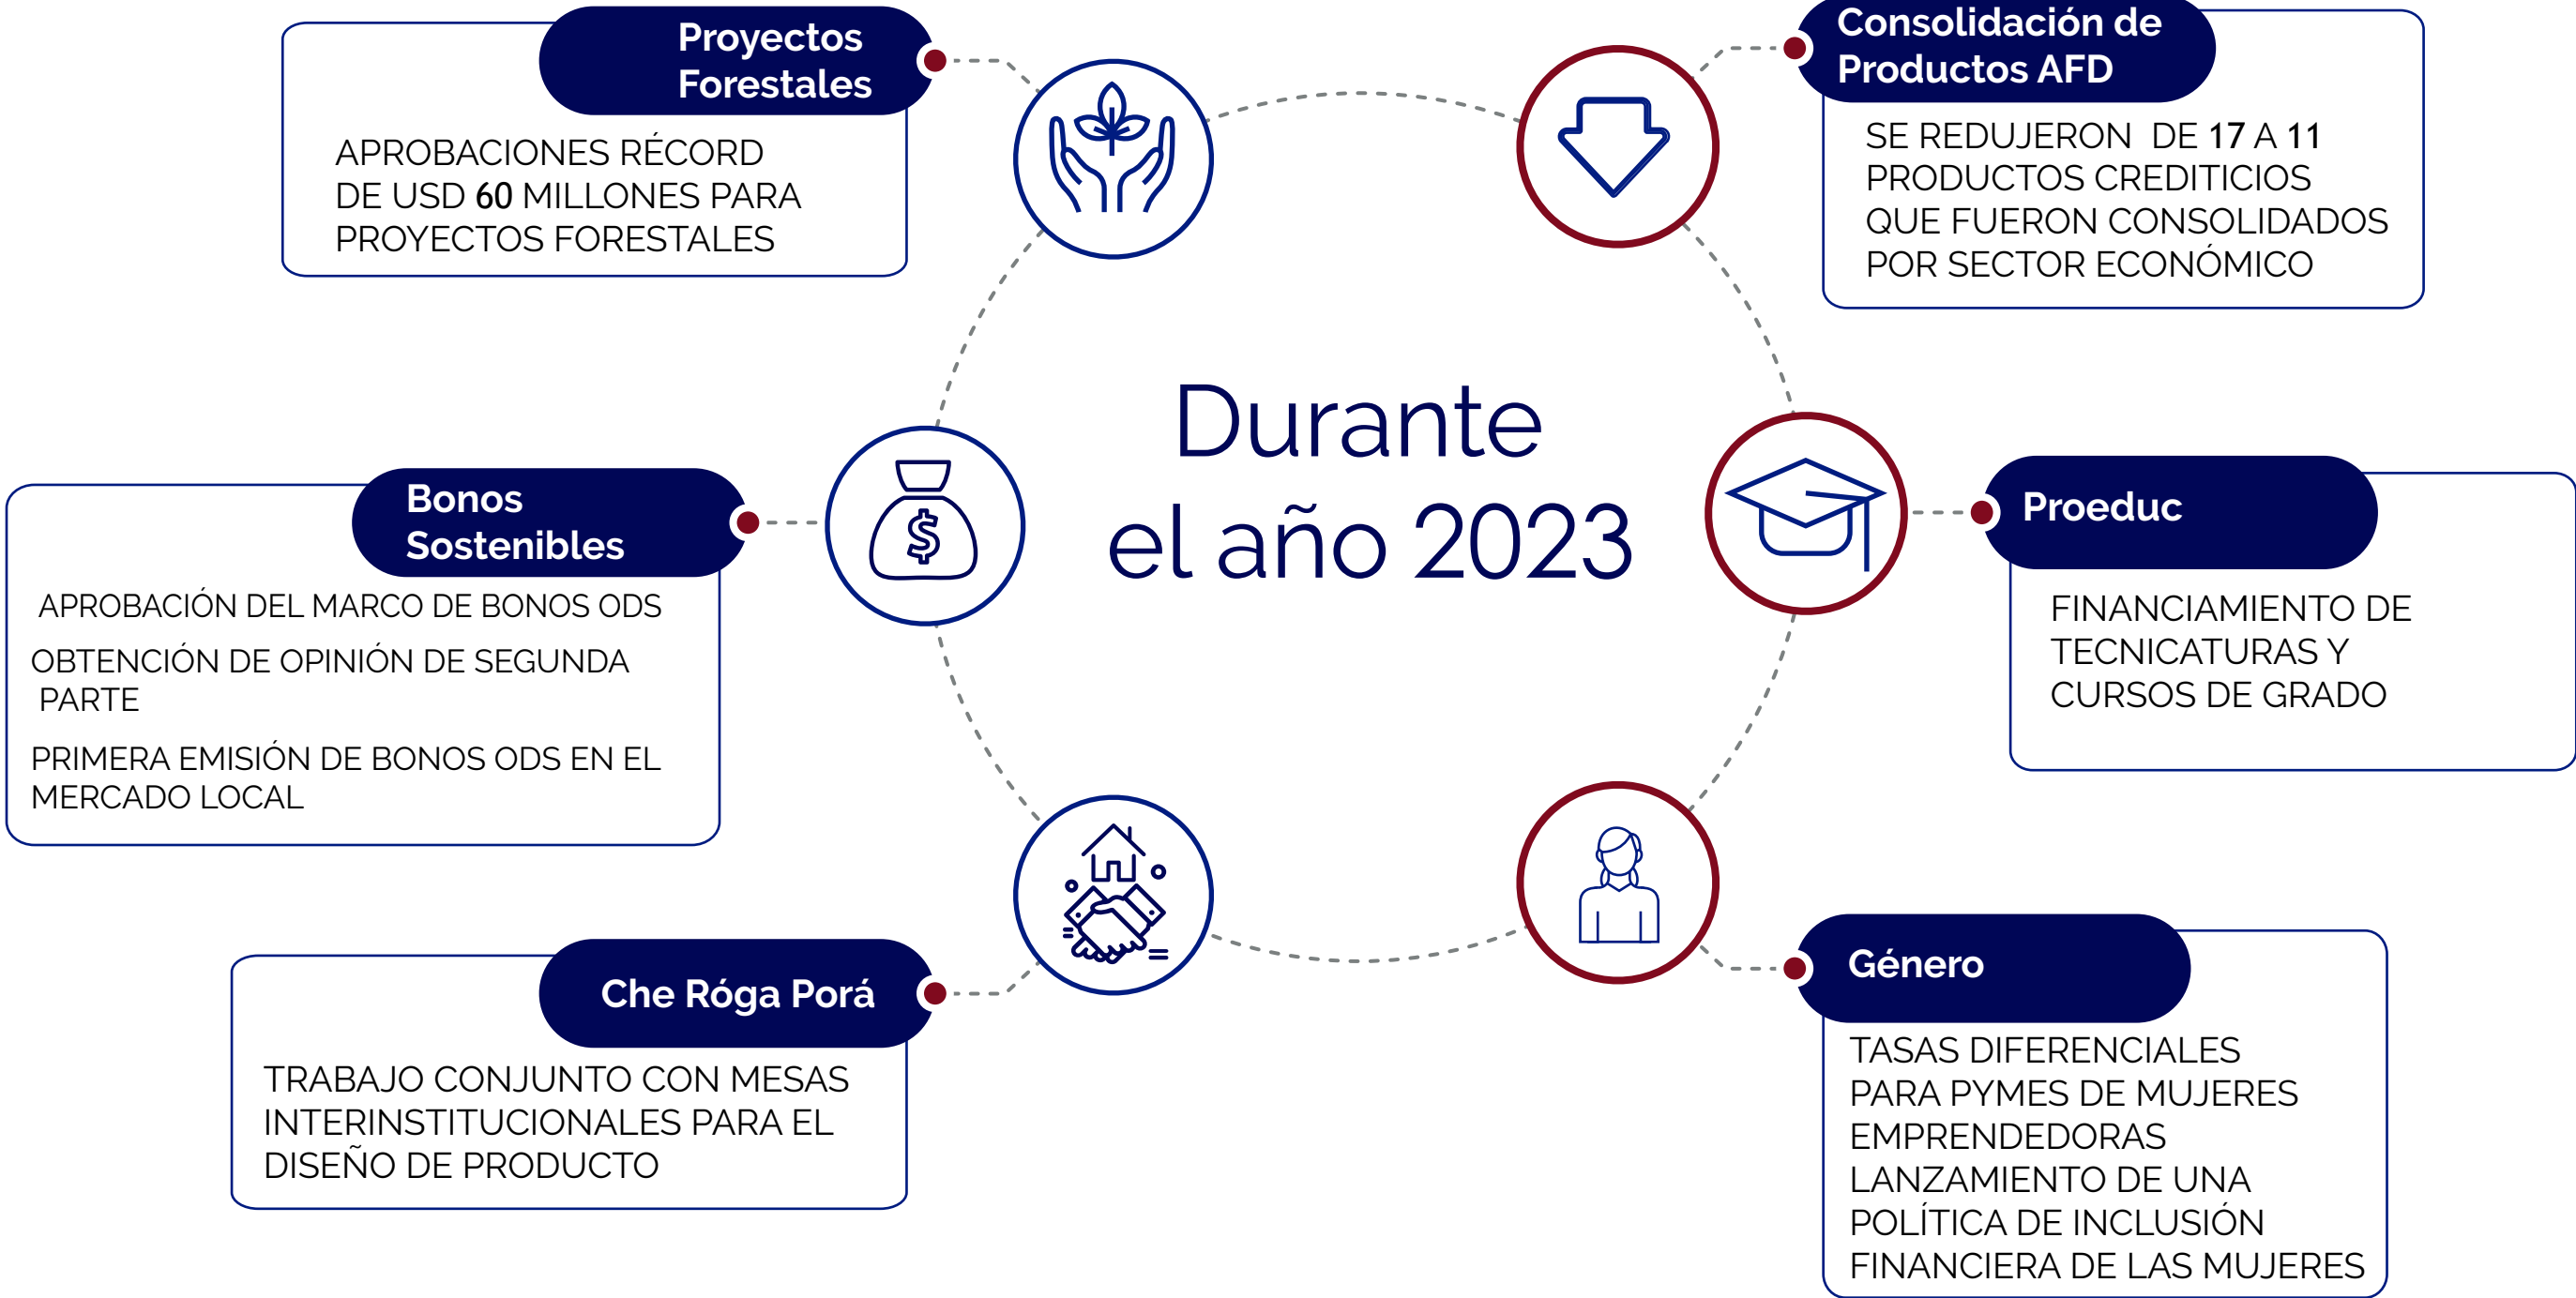 Proyectos
Forestales
APROBACIONES RÉCORD
DE USD 60 MILLONES PARA
PROYECTOS FORESTALES
Consolidación de
Productos AFD
SE REDUJERON DE 17 A 11
PRODUCTOS CREDITICIOS
QUE FUERON CONSOLIDADOS
POR SECTOR ECONÓMICO
Durante
el año 2023
Bonos
Sostenibles
APROBACIÓN DEL MARCO DE BONOS ODS
OBTENCIÓN DE OPINIÓN DE SEGUNDA
PARTE
PRIMERA EMISIÓN DE BONOS ODS EN EL
MERCADO LOCAL
$
Proeduc
FINANCIAMIENTO DE
TECNICATURAS Y
CURSOS DE GRADO
Che Róga Porá
TRABAJO CONJUNTO CON MESAS
INTERINSTITUCIONALES PARA EL
DISEÑO DE PRODUCTO
Género
TASAS DIFERENCIALES
PARA PYMES DE MUJERES
EMPRENDEDORAS
LANZAMIENTO DE UNA
POLÍTICA DE INCLUSIÓN
FINANCIERA DE LAS MUJERES